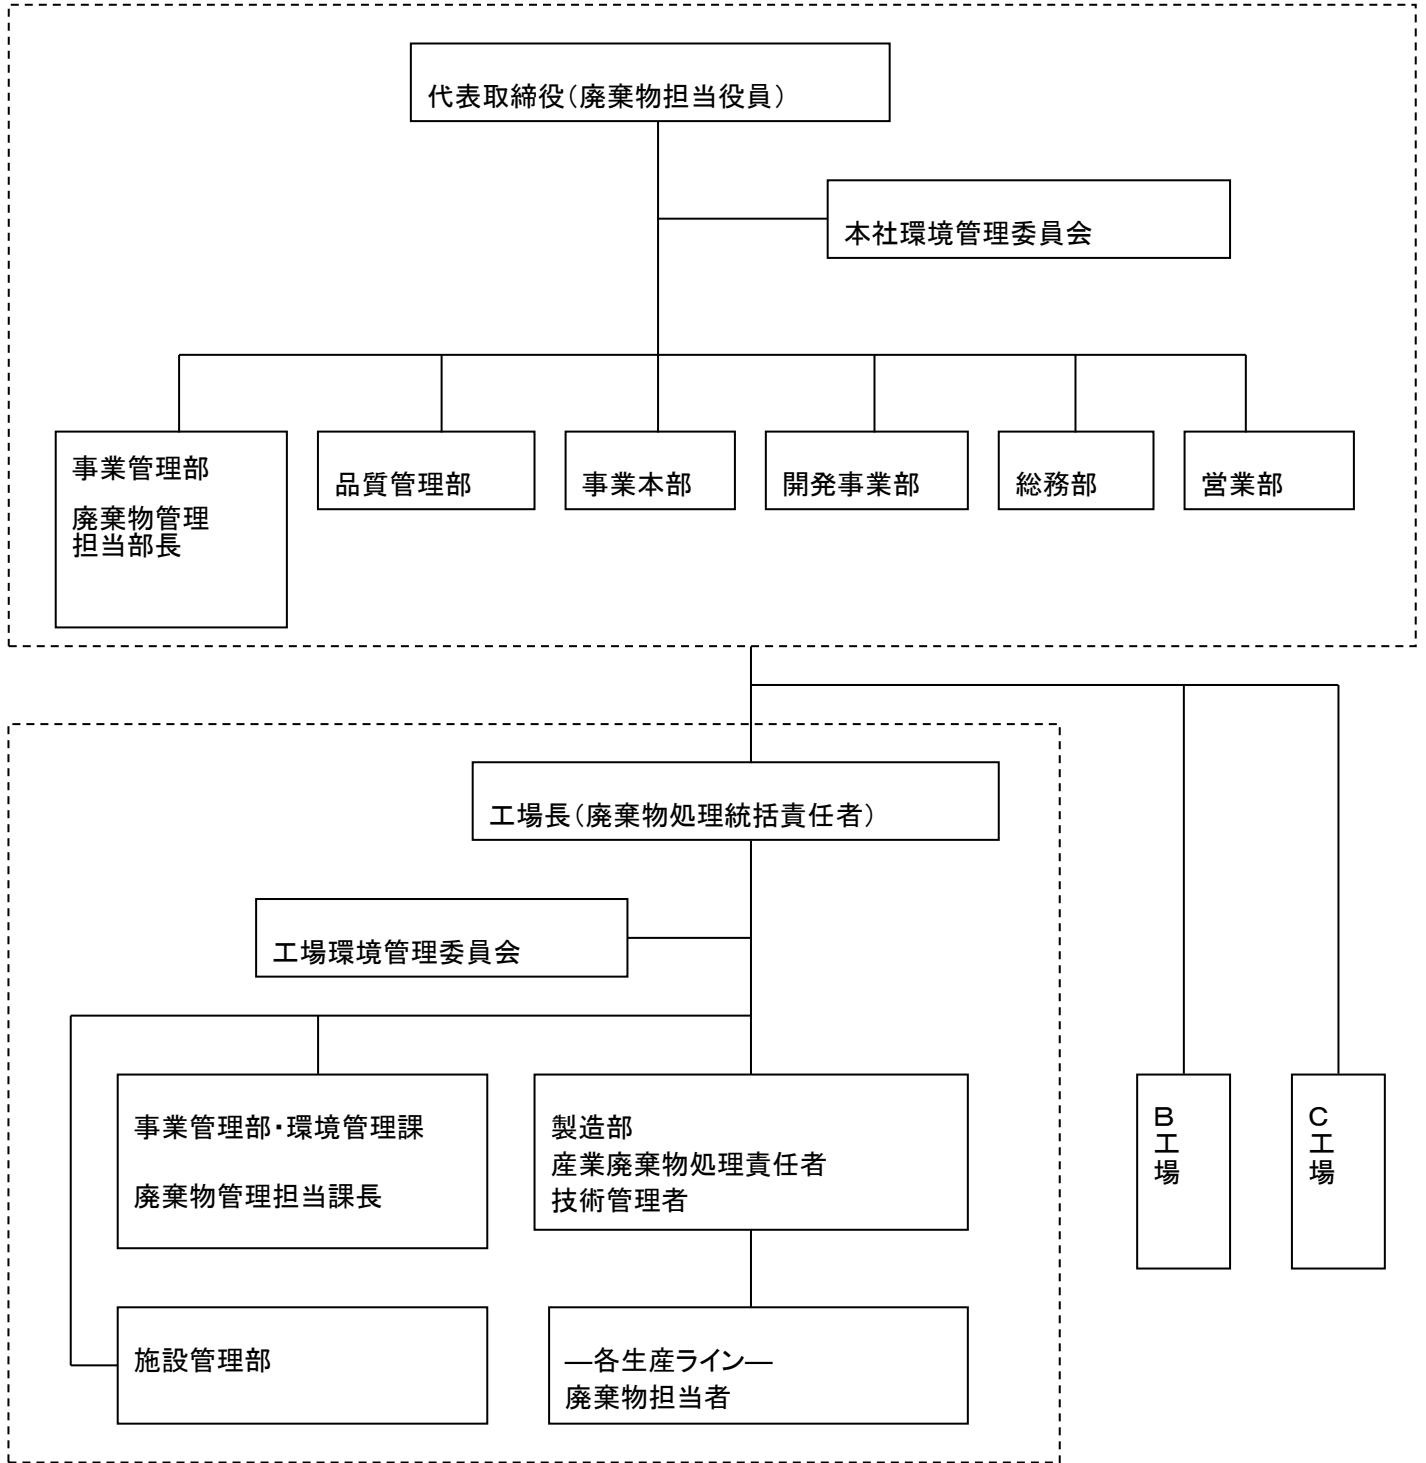 代表取締役（廃棄物担当役員）
本社環境管理委員会
事業管理部
廃棄物管理
担当部長
品質管理部
事業本部
開発事業部
総務部
営業部
工場長（廃棄物処理統括責任者）
工場環境管理委員会
事業管理部・環境管理課
廃棄物管理担当課長
製造部
産業廃棄物処理責任者
技術管理者
施設管理部
―各生産ライン―
廃棄物担当者
Ｂ工場
Ｃ工場